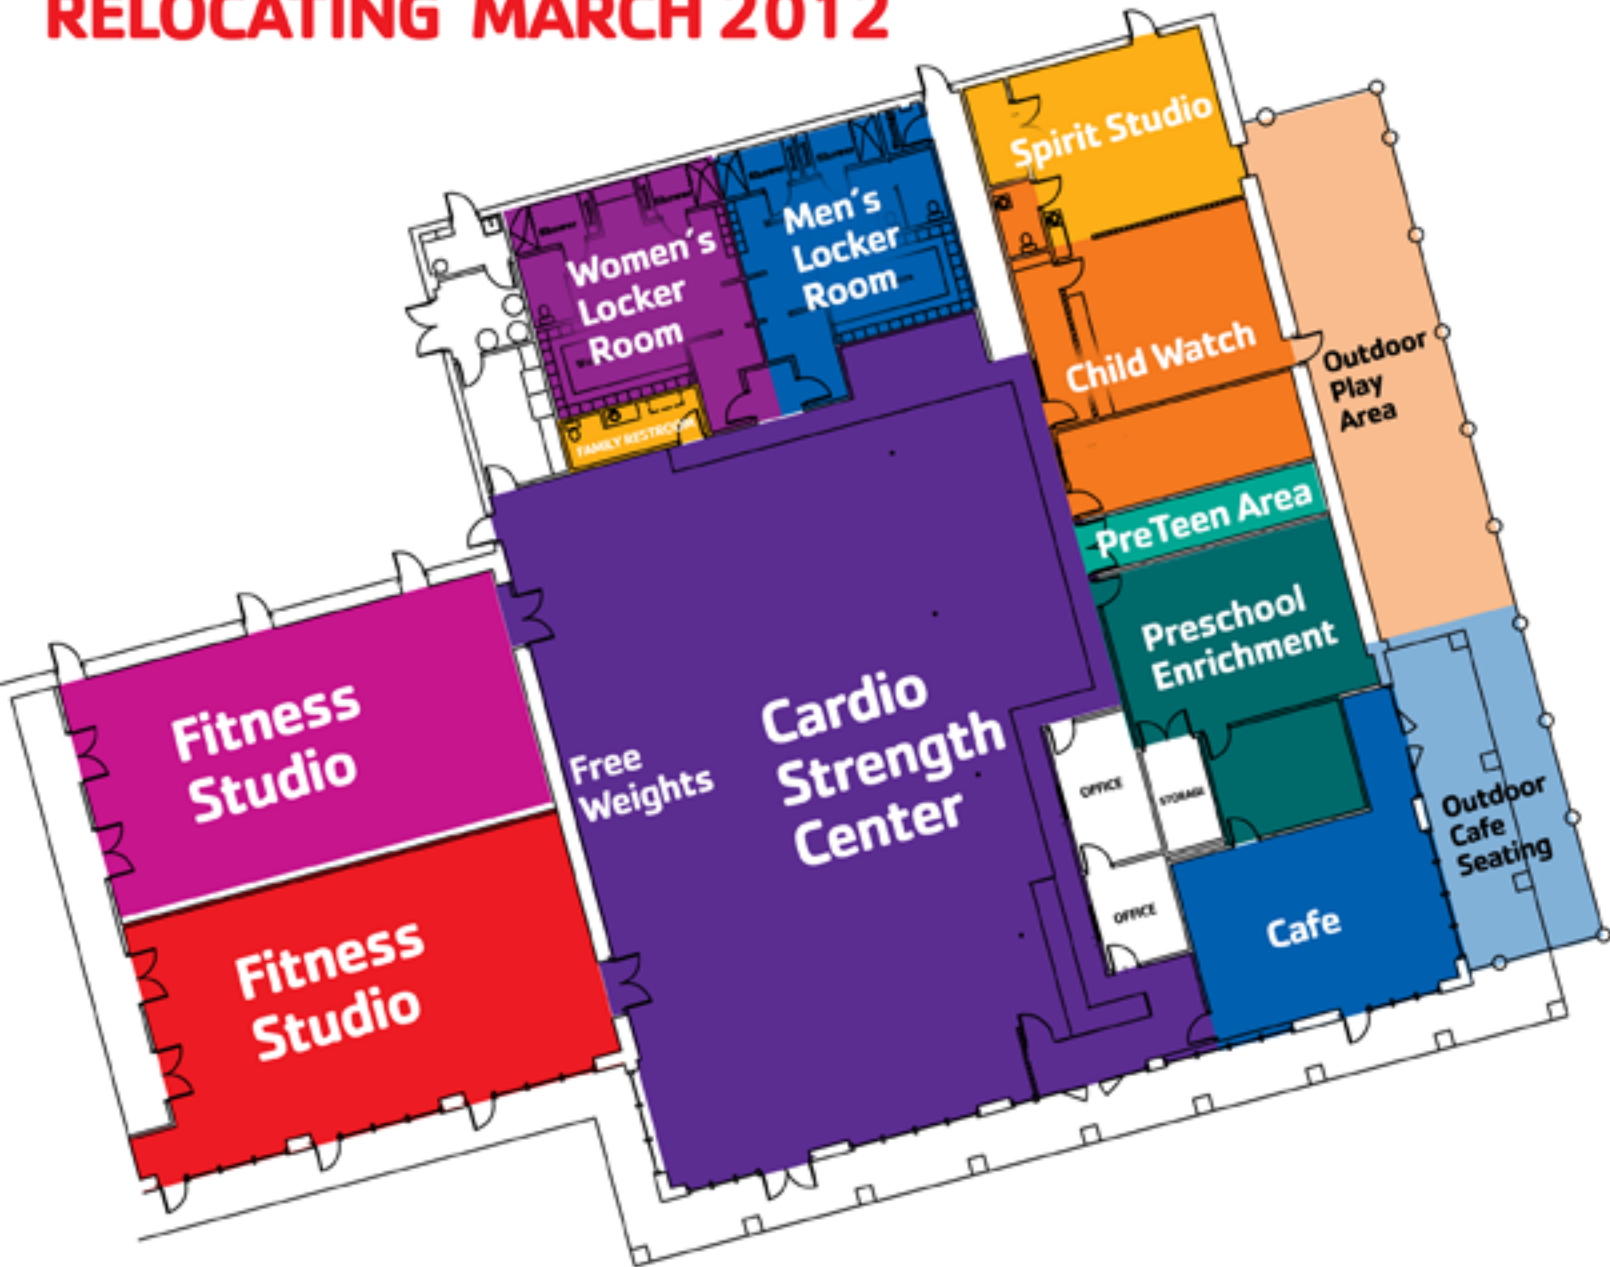 RELOCATING MARCH 2012
Spirit Studio
Men's
Locker
Room
Women's
Locker
Room
FAMILY RESTROOM
Child Watch
Outdoor
Play
Area
PreTeen Area
Preschool
Enrichment
Fitness
Studio
Free
Weights
Cardio
Strength
Center
OFFICE
STORAGE
Outdoor
Cafe
Seating
OFFICE
Cafe
Fitness
Studio